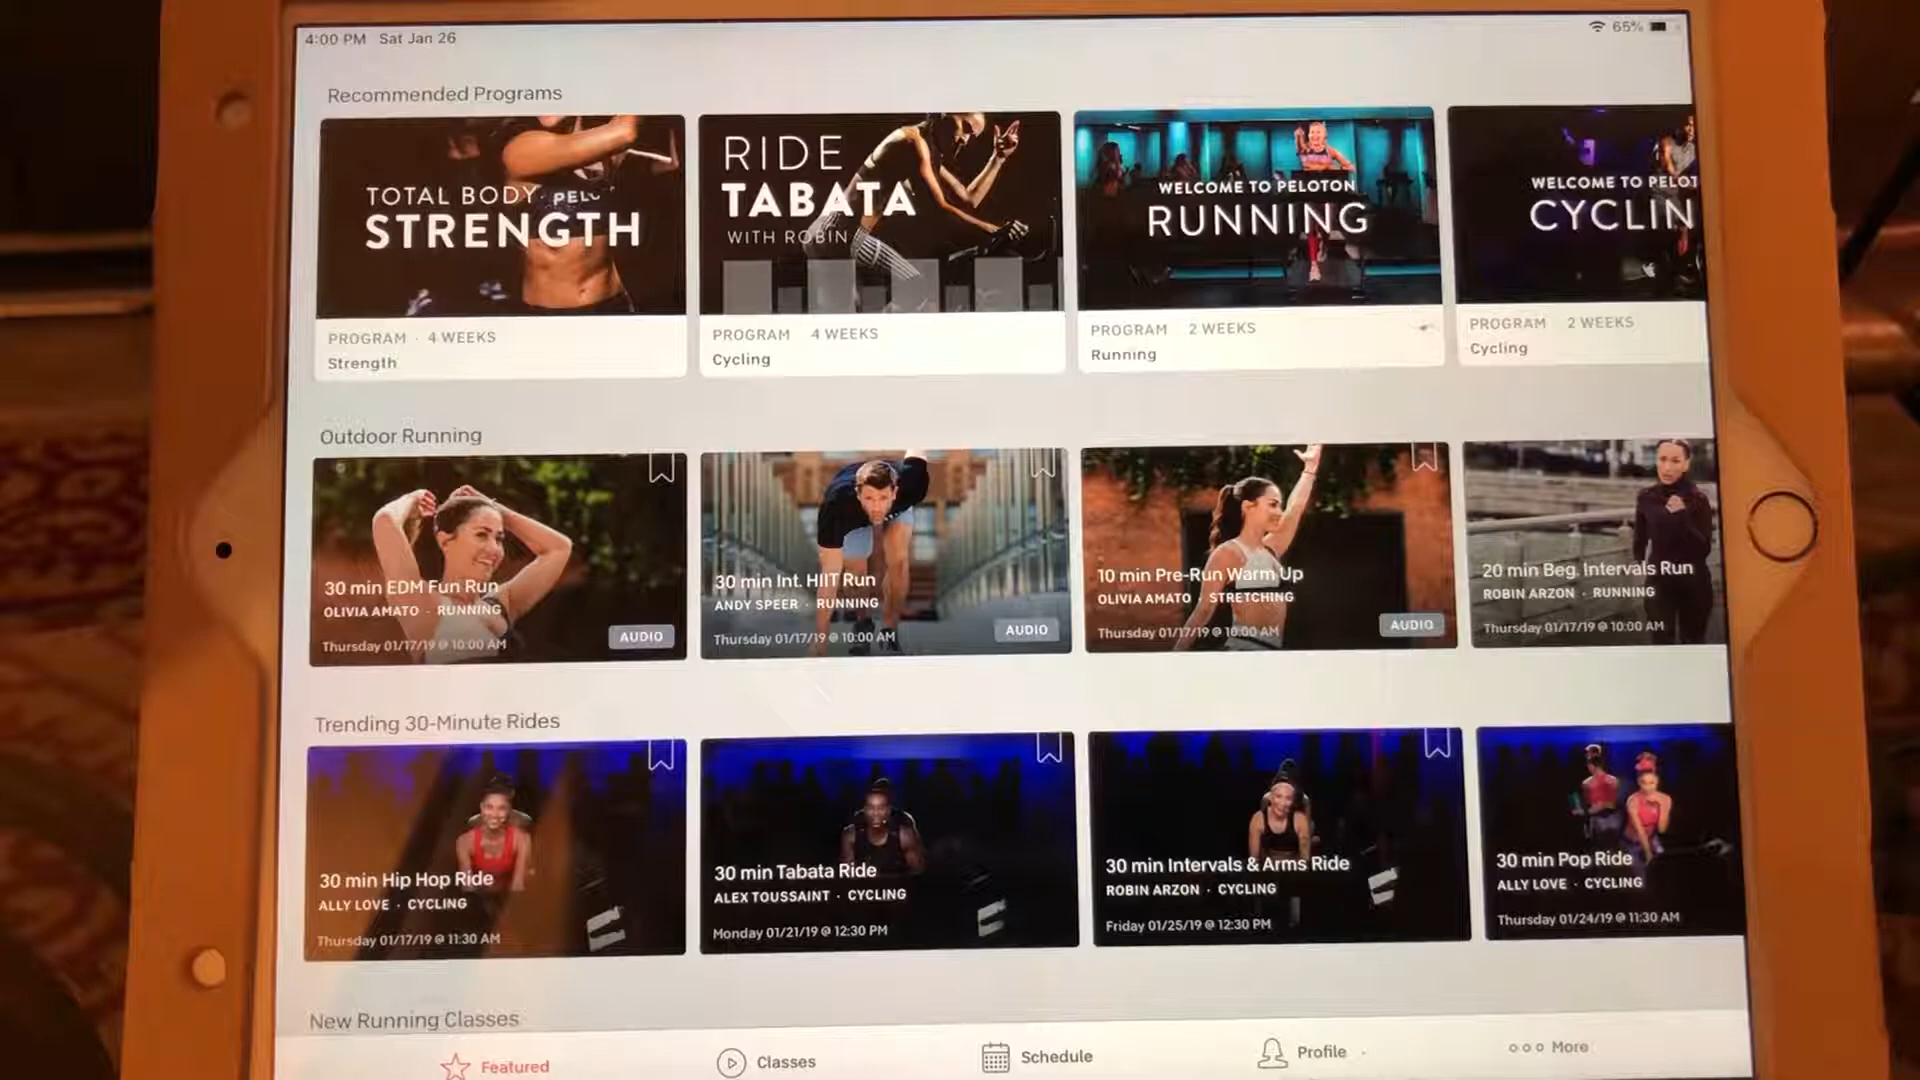 4:00 PM Sat Jan 26
65%
Recommended Programs
TOTAL BODY
STRENGTH
PROGRAM · 4 WEEKS
Strength
RIDE
TABATA
WITH ROBIN
PROGRAM 4 WEEKS
Cycling
WELCOME TO PELOTON
RUNNING
PROGRAM 2 WEEKS
Running
WELCOME TO PELOT
CYCLIN
PROGRAM 2 WEEKS
Cycling
Outdoor Running
30 min EDM Fun Run
OLIVIA AMATO · RUNNING
Thursday 01/17/19 @ 10:00 AM
AUDIO
30 min Int. HIIT Run
ANDY SPEER · RUNNING
Thursday 01/17/19 @ 10:00 AM
AUDIO
10 min Pre-Run Warm Up
OLIVIA AMATO · STRETCHING
Thursday 01/17/19 @ 10:00 AM
AUDIO
20 min Beg. Intervals Run
ROBIN ARZON · RUNNING
Thursday 01/17/19 @ 10:00 AM
Trending 30-Minute Rides
30 min Hip Hop Ride
ALLY LOVE · CYCLING
Thursday 01/17/19 @ 11:30 AM
30 min Tabata Ride
ALEX TOUSSAINT · CYCLING
Monday 01/21/19 @ 12:30 PM
30 min Intervals & Arms Ride
ROBIN ARZON · CYCLING
Friday 01/25/19 @ 12:30 PM
30 min Pop Ride
ALLY LOVE · CYCLING
Thursday 01/24/19 @ 11:30 AM
New Running Classes
Featured
Classes
Schedule
Profile
More